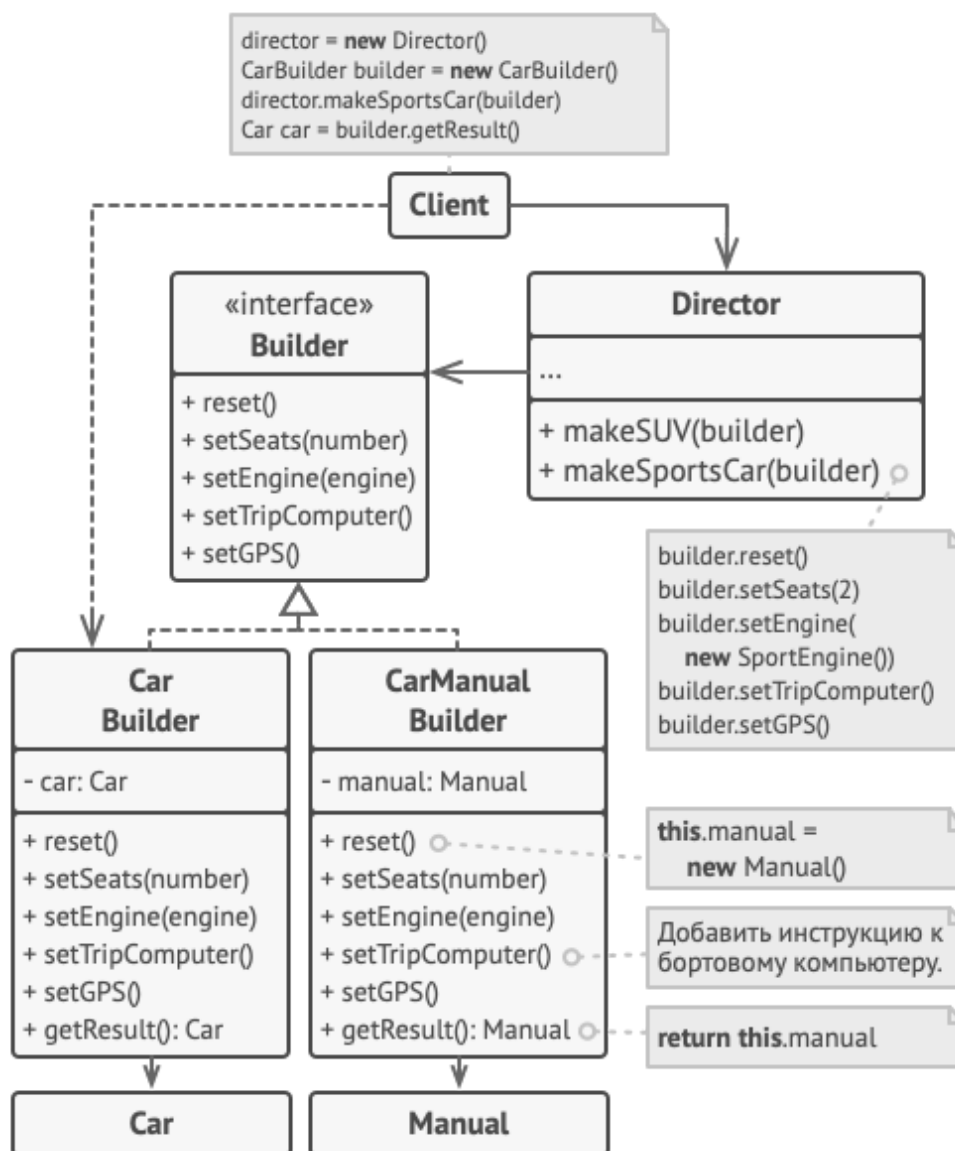 director = new Director()
CarBuilder builder = new CarBuilder()
director.makeSportsCar(builder)
Car car = builder.getResult()
Client
«interface»
Builder
+ reset()
+ setSeats(number)
+ setEngine(engine)
+ setTripComputer()
+ setGPS()
Director
...
+ makeSUV(builder)
+ makeSportsCar(builder)
builder.reset()
builder.setSeats(2)
builder.setEngine(
new SportEngine())
builder.setTripComputer()
builder.setGPS()
Car
Builder
- car: Car
+ reset()
+ setSeats(number)
+ setEngine(engine)
+ setTripComputer()
+ setGPS()
+ getResult(): Car
CarManual
Builder
- manual: Manual
+ reset()
+ setSeats(number)
+ setEngine(engine)
+ setTripComputer()
+ setGPS()
+ getResult(): Manual
this.manual =
new Manual()
Добавить инструкцию к
бортовому компьютеру.
return this.manual
Car
Manual